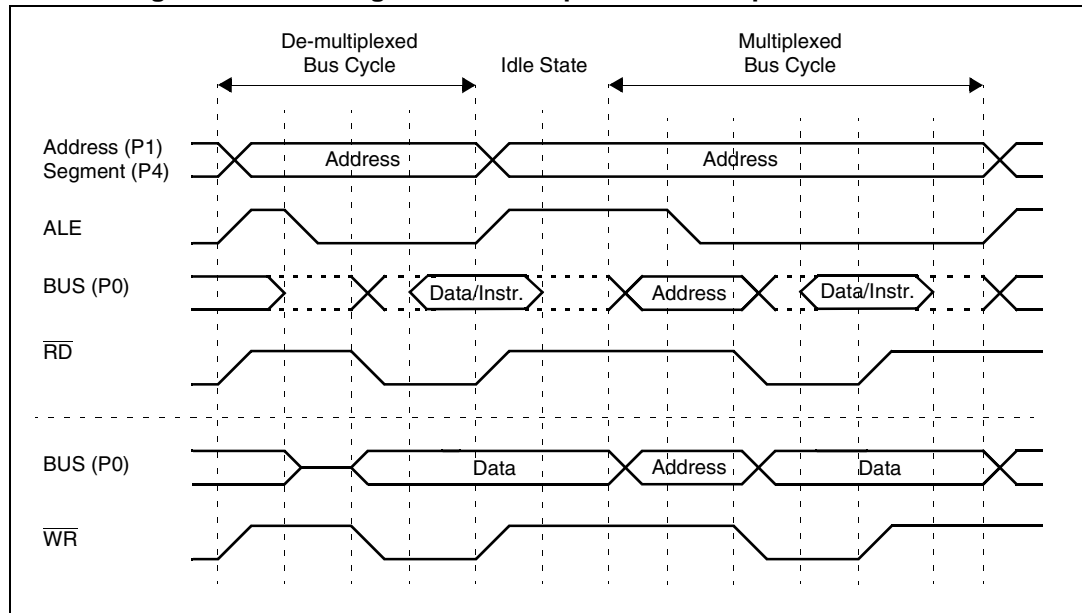 De-multiplexed
Bus Cycle
Idle State
Multiplexed
Bus Cycle
Address (P1)
Segment (P4)
Address
Address
ALE
BUS (P0)
Data/Instr.
Address
Data/Instr.
RD
BUS (P0)
Data
Address
Data
WR